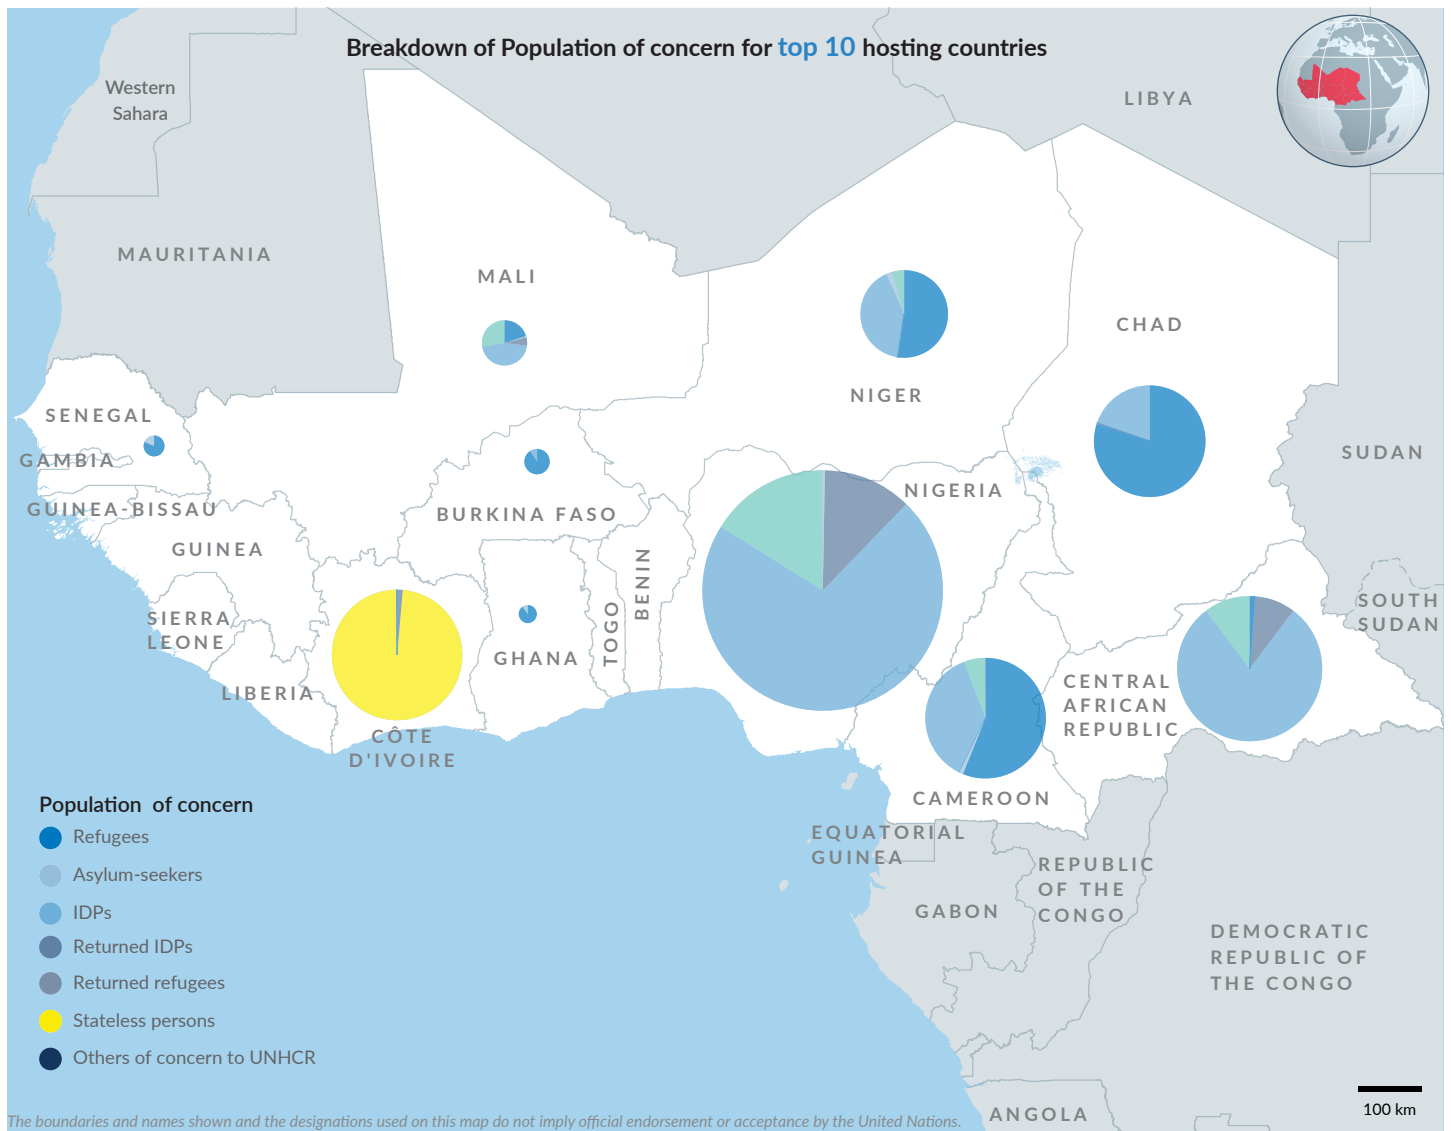 Breakdown of Population of concern for top 10 hosting countries
Western
Sahara
LIBYA
MAURITANIA
MALI
CHAD
NIGER
SENEGAL
GAMBIA
SUDAN
GUINEA-BISSAU
NIGERIA
BURKINA FASO
GUINEA
BENIN
TOGO
SIERRA
LEONE
SOUTH
SUDAN
GHANA
LIBERIA
CENTRAL
AFRICAN
REPUBLIC
CÔTE
D'IVOIRE
CAMEROON
EQUATORIAL
GUINEA
REPUBLIC
OF THE
CONGO
GABON
DEMOCRATIC
REPUBLIC OF
THE CONGO
ANGOLA
Population of concern
Refugees
Asylum-seekers
IDPs
Returned IDPs
Returned refugees
Stateless persons
Others of concern to UNHCR
100 km
The boundaries and names shown and the designations used on this map do not imply official endorsement or acceptance by the United Nations.